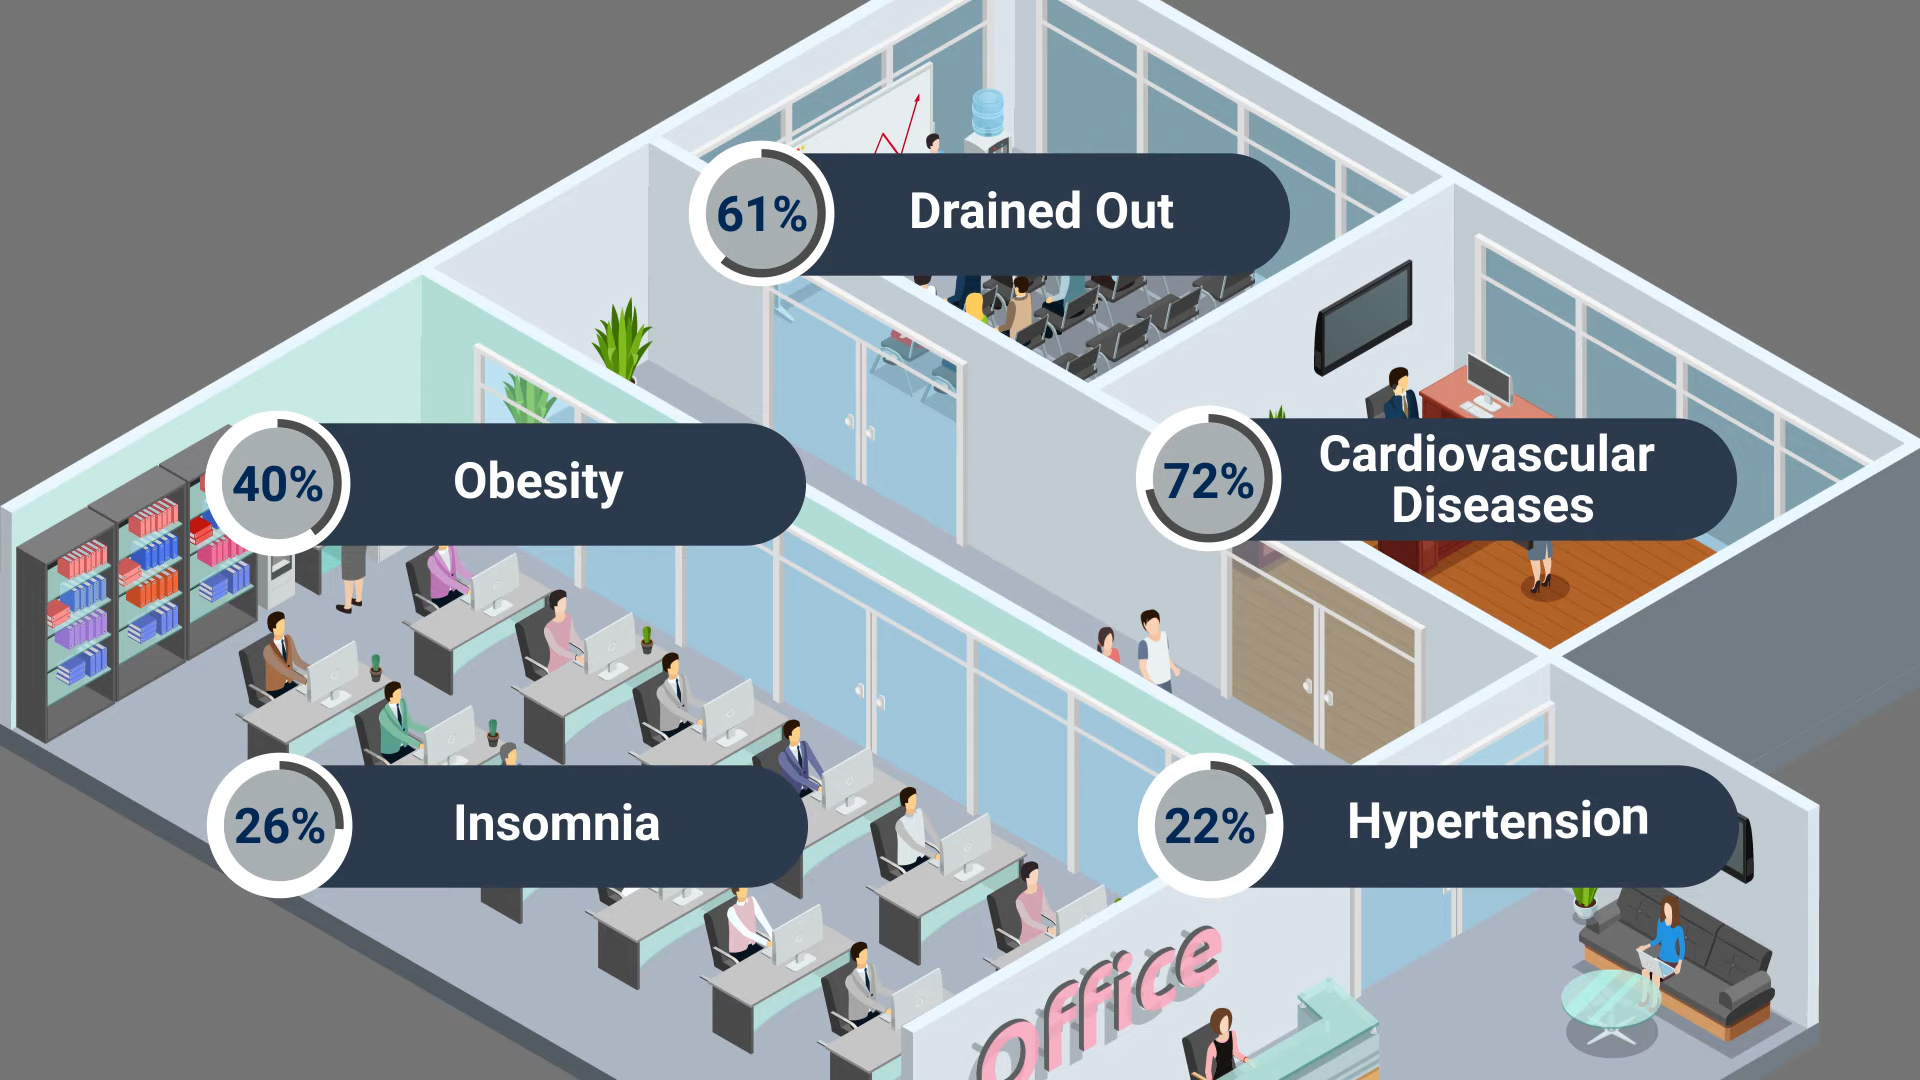 61%
Drained Out
40%
Obesity
72%
Cardiovascular
Diseases
26%
Insomnia
22%
Hypertension
Office